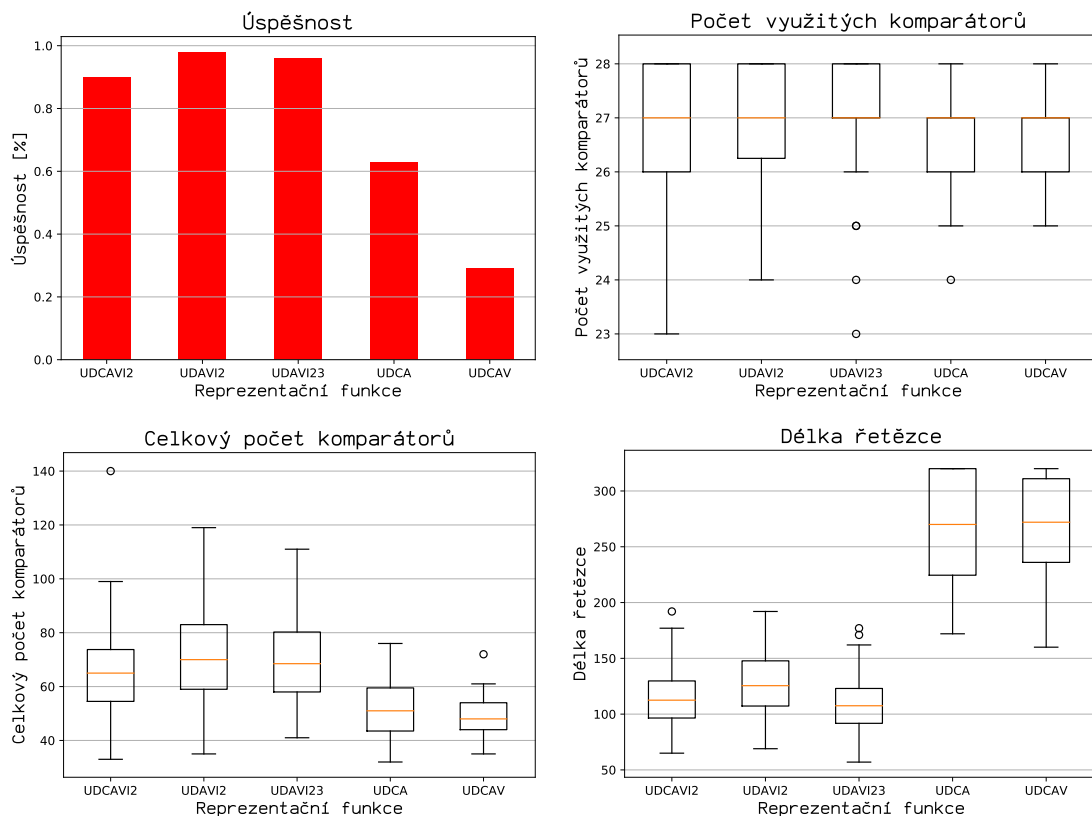 Úspěšnost
Úspěšnost [%]
1.0
0.8
0.6
0.4
0.2
0.0
UDCAVI2 UDAVI2 UDAVI23 UDCA UDCAV
Reprezentační funkce
Počet využitých komparátorů
Počet využitých komparátorů
28
27
26
25
24
23
UDCAVI2 UDAVI2 UDAVI23 UDCA UDCAV
Reprezentační funkce
Celkový počet komparátorů
Celkový počet komparátorů
140
120
100
80
60
40
UDCAVI2 UDAVI2 UDAVI23 UDCA UDCAV
Reprezentační funkce
Délka řetězce
Délka řetězce
300
250
200
150
100
50
UDCAVI2 UDAVI2 UDAVI23 UDCA UDCAV
Reprezentační funkce